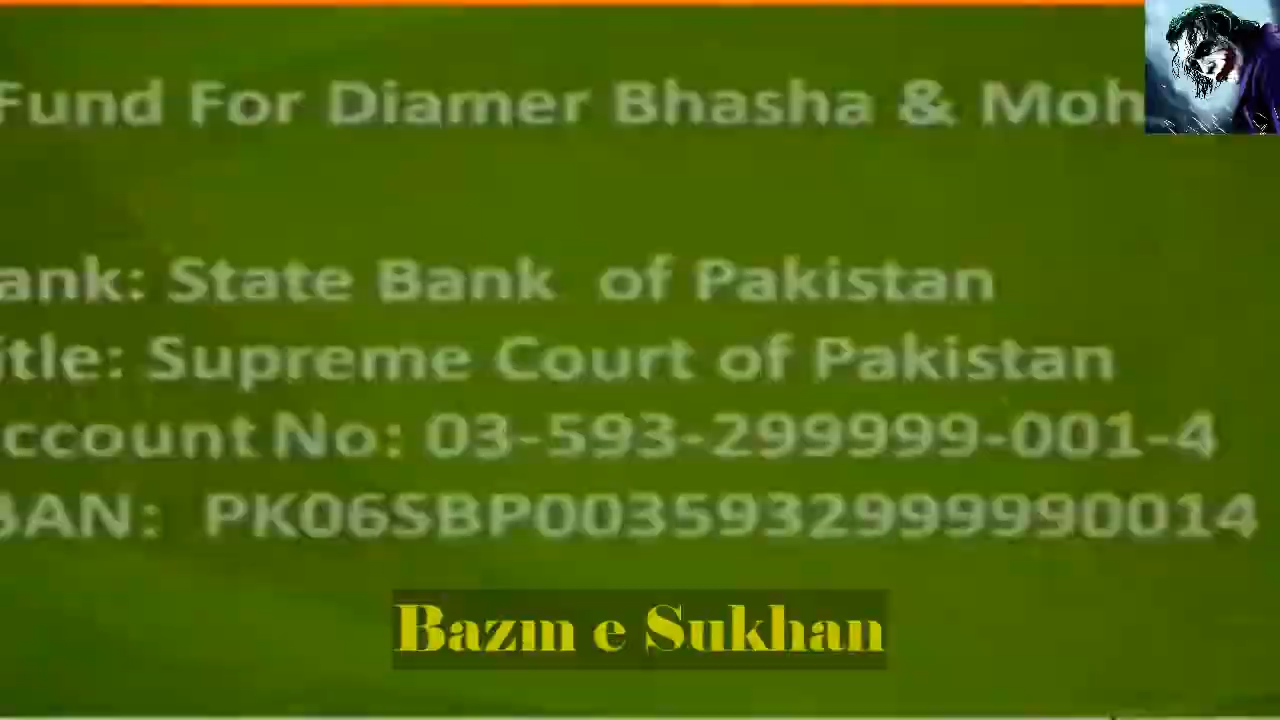 Fund For Diamer Bhasha & Moh
ank: State Bank of Pakistan
itle: Supreme Court of Pakistan
ccount No: 03-593-299999-001-4
BAN: PK06SBP0035932999990014
Bazm e Sukhan